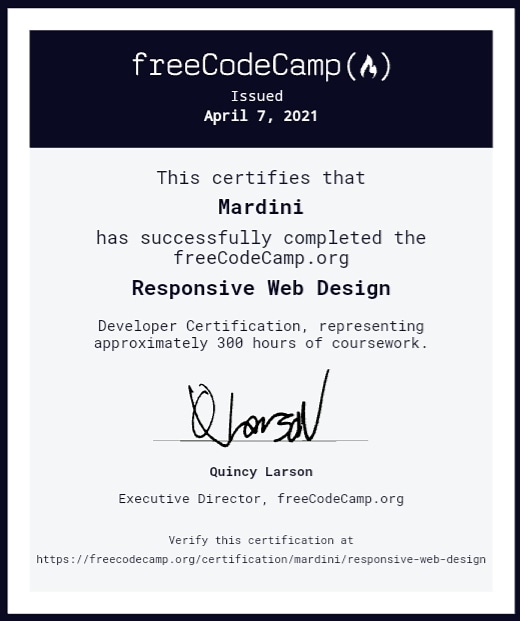 freeCodeCamp(🔥)
Issued
April 7, 2021
This certifies that
Mardini
has successfully completed the
freeCodeCamp.org
Responsive Web Design
Developer Certification, representing
approximately 300 hours of coursework.
Q Larson
Quincy Larson
Executive Director, freeCodeCamp.org
Verify this certification at
https://freecodecamp.org/certification/mardini/responsive-web-design